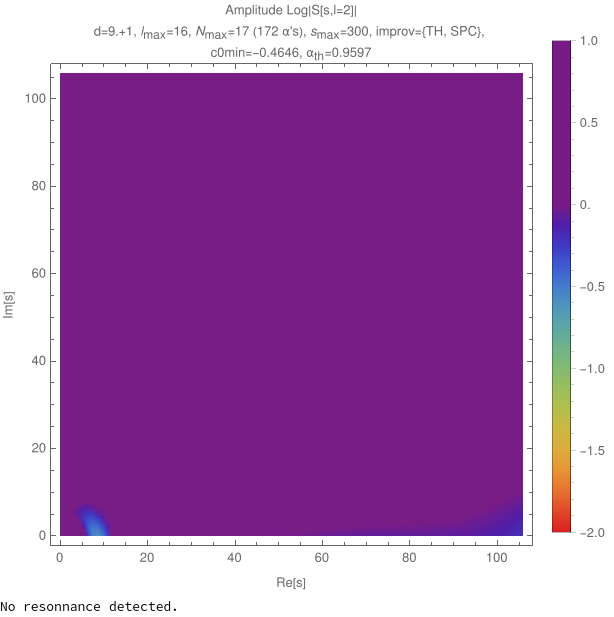 Amplitude Log|S[s,l=2]|
d=9.+1, lmax=16, Nmax=17 (172 α's), smax=300, improv={TH, SPC},
c0min=−0.4646, αth=0.9597
1.0
0.5
0.
−0.5
−1.0
−1.5
−2.0
100
80
60
40
20
0
Im[s]
0 20 40 60 80 100
Re[s]
No resonnance detected.